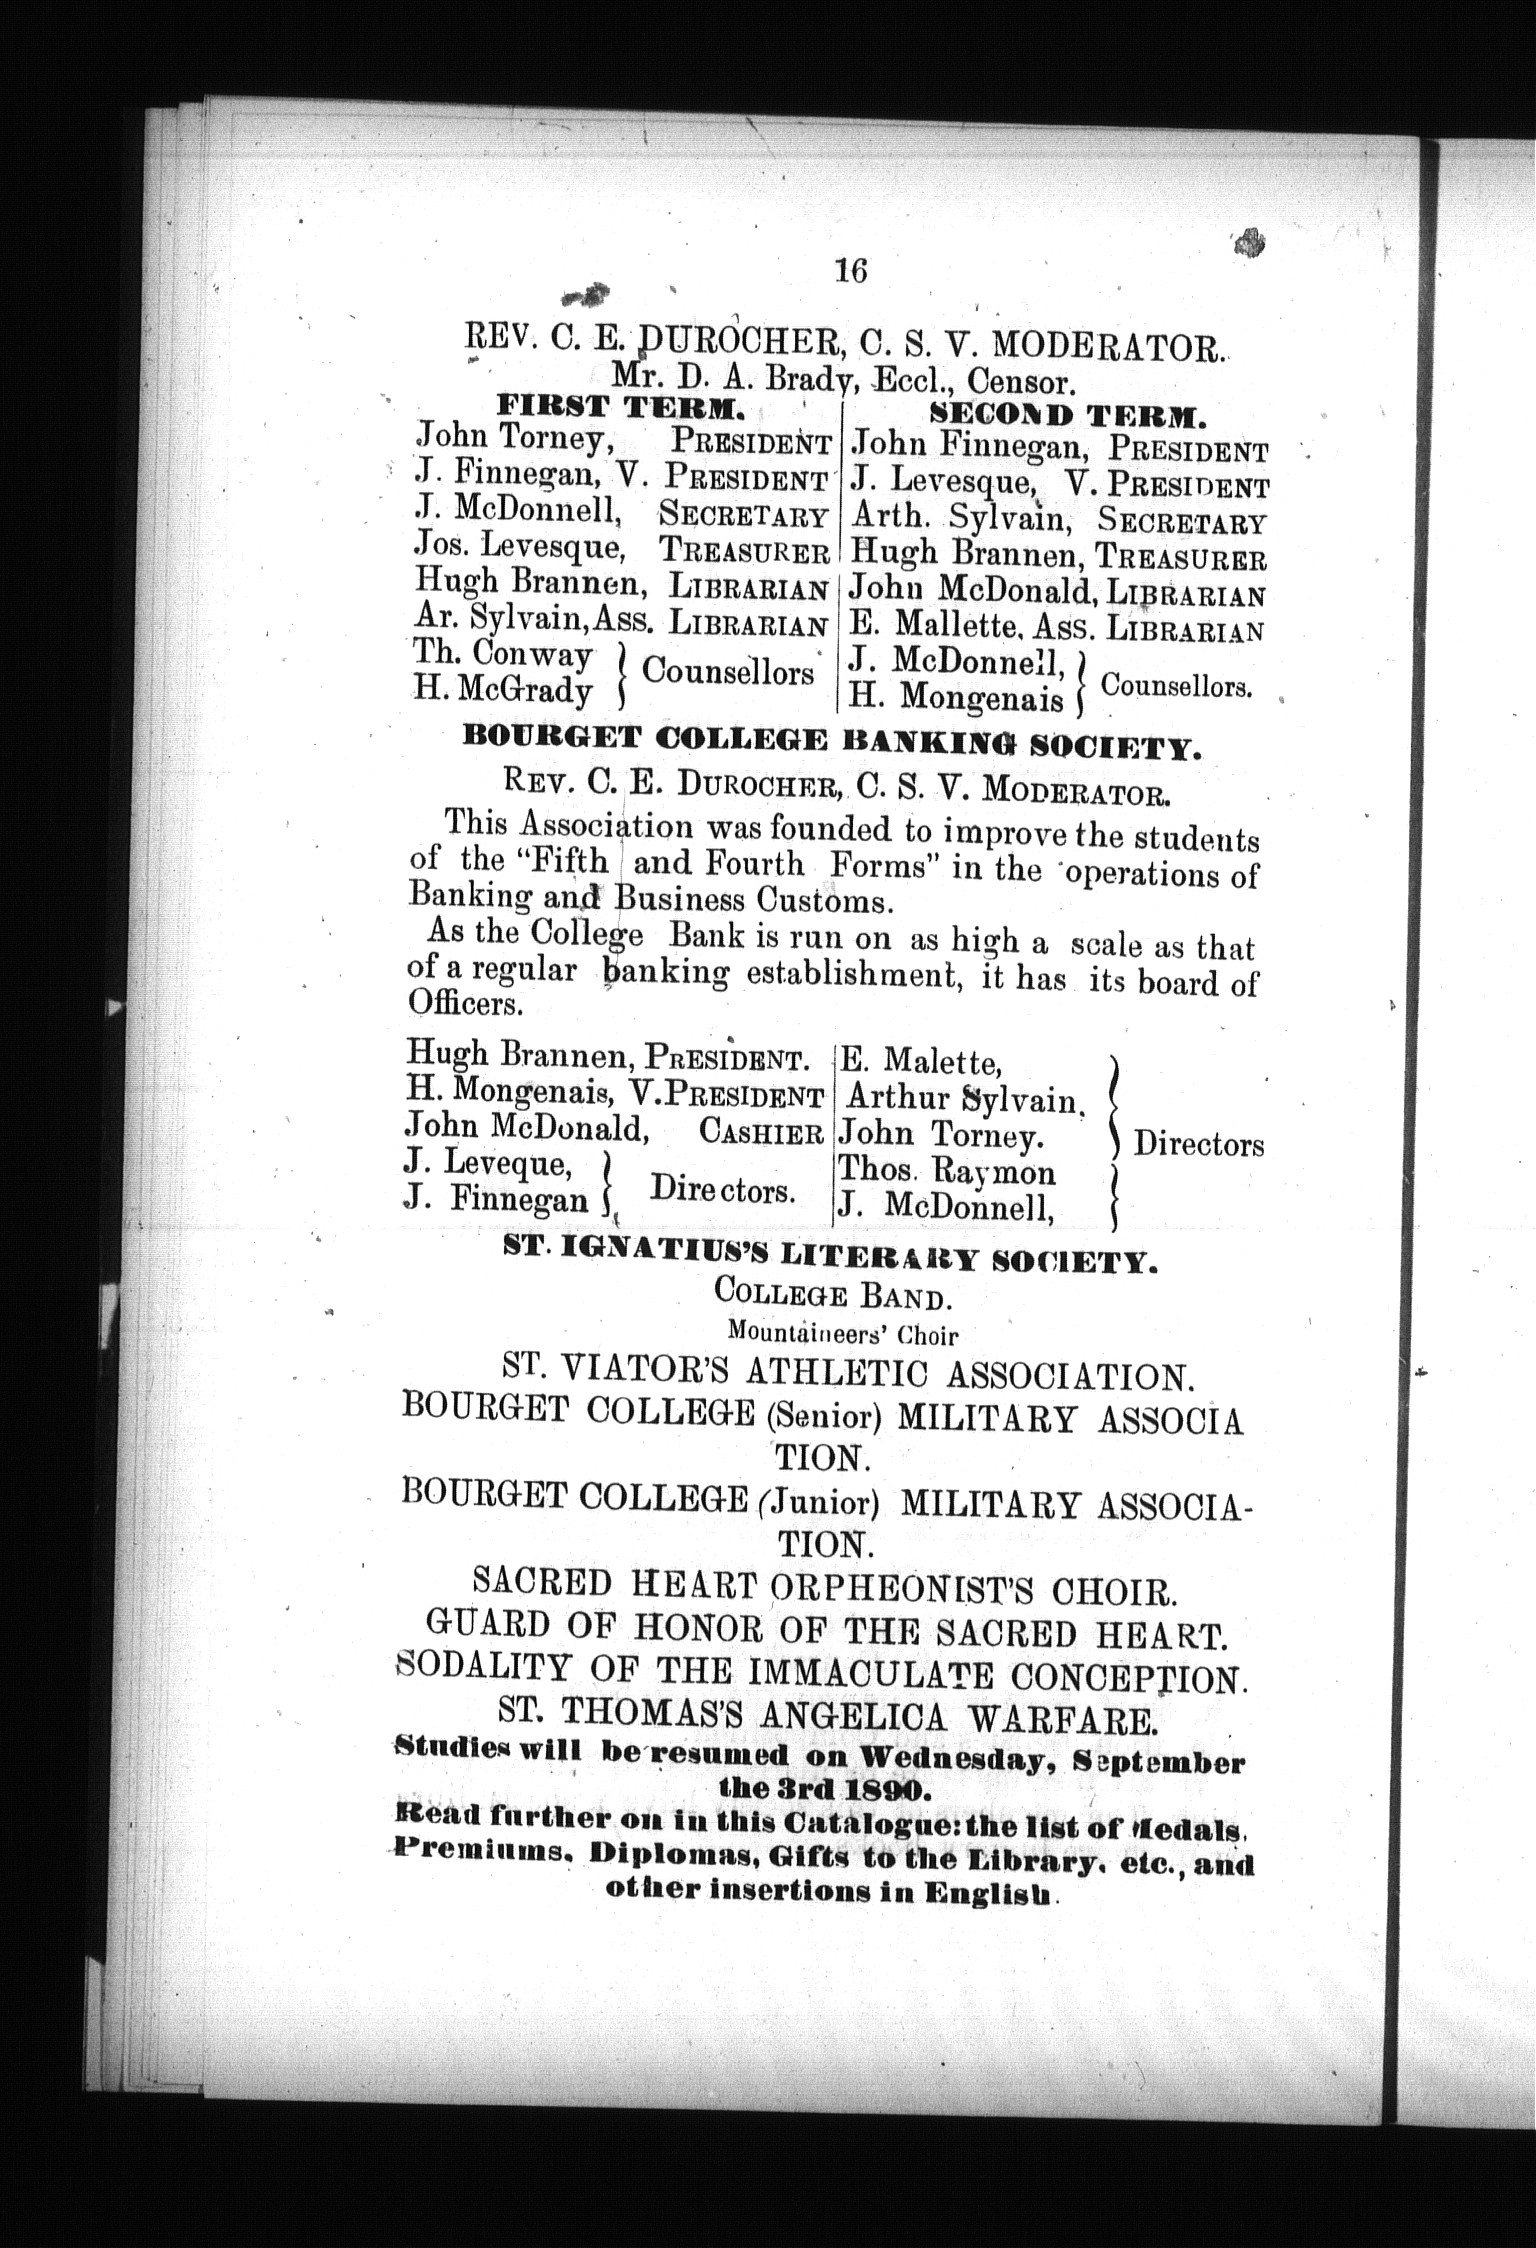 16
REV. C. E. DUROCHER, C. S. V. MODERATOR.
Mr. D. A. Brady, Eccl., Censor.
FIRST TERM.
John Torney, PRESIDENT
J. Finnegan, V. PRESIDENT
J. McDonnell, SECRETARY
Jos. Levesque, TREASURER
Hugh Brannen, LIBRARIAN
Ar. Sylvain, Ass. LIBRARIAN
Th. Conway
H. McGrady } Counsellors
SECOND TERM.
John Finnegan, PRESIDENT
J. Levesque, V. PRESIDENT
Arth. Sylvain, SECRETARY
Hugh Brannen, TREASURER
John McDonald, LIBRARIAN
E. Mallette, Ass. LIBRARIAN
J. McDonnell,
H. Mongenais } Counsellors.
BOURGET COLLEGE BANKING SOCIETY.
REV. C. E. DUROCHER, C. S. V. MODERATOR.
This Association was founded to improve the students
of the "Fifth and Fourth Forms" in the operations of
Banking and Business Customs.
As the College Bank is run on as high a scale as that
of a regular banking establishment, it has its board of
Officers.
Hugh Brannen, PRESIDENT.
H. Mongenais, V. PRESIDENT
John McDonald, CASHIER
J. Leveque,
J. Finnegan } Directors.
E. Malette,
Arthur Sylvain,
John Torney. } Directors
Thos. Raymon
J. McDonnell,
ST. IGNATIUS'S LITERARY SOCIETY.
COLLEGE BAND.
Mountaineers' Choir
ST. VIATOR'S ATHLETIC ASSOCIATION.
BOURGET COLLEGE (Senior) MILITARY ASSOCIA
TION.
BOURGET COLLEGE (Junior) MILITARY ASSOCIA-
TION.
SACRED HEART ORPHEONIST'S CHOIR.
GUARD OF HONOR OF THE SACRED HEART.
SODALITY OF THE IMMACULATE CONCEPTION.
ST. THOMAS'S ANGELICA WARFARE.
Studies will be resumed on Wednesday, September
the 3rd 1890.
Read further on in this Catalogue: the list of Medals,
Premiums, Diplomas, Gifts to the Library, etc., and
other insertions in English.